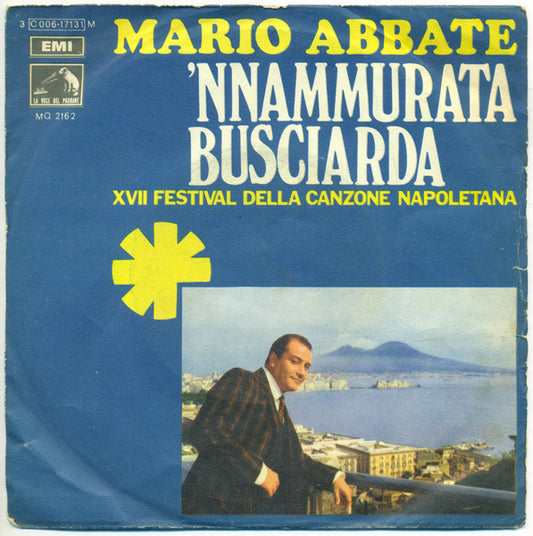 3 C 006-17131 M
EMI
LA VOCE DEL PADRONE
MQ 2162
MARIO ABBATE
'NNAMMURATA
BUSCIARDA
XVII FESTIVAL DELLA CANZONE NAPOLETANA